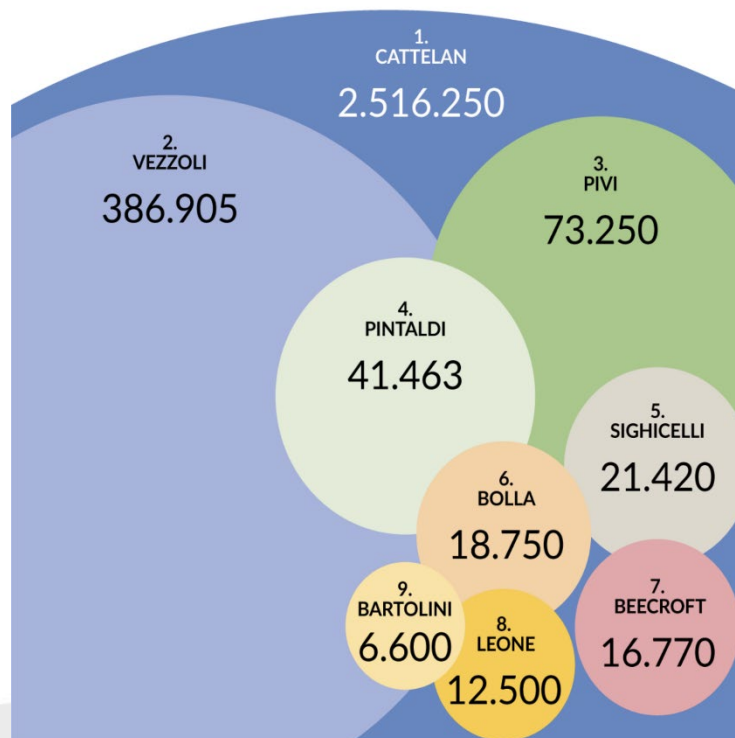 1.
CATTELAN
2.516.250
2.
VEZZOLI
386.905
3.
PIVI
73.250
4.
PINTALDI
41.463
5.
SIGHICELLI
21.420
6.
BOLLA
18.750
7.
BEECROFT
16.770
8.
LEONE
12.500
9.
BARTOLINI
6.600